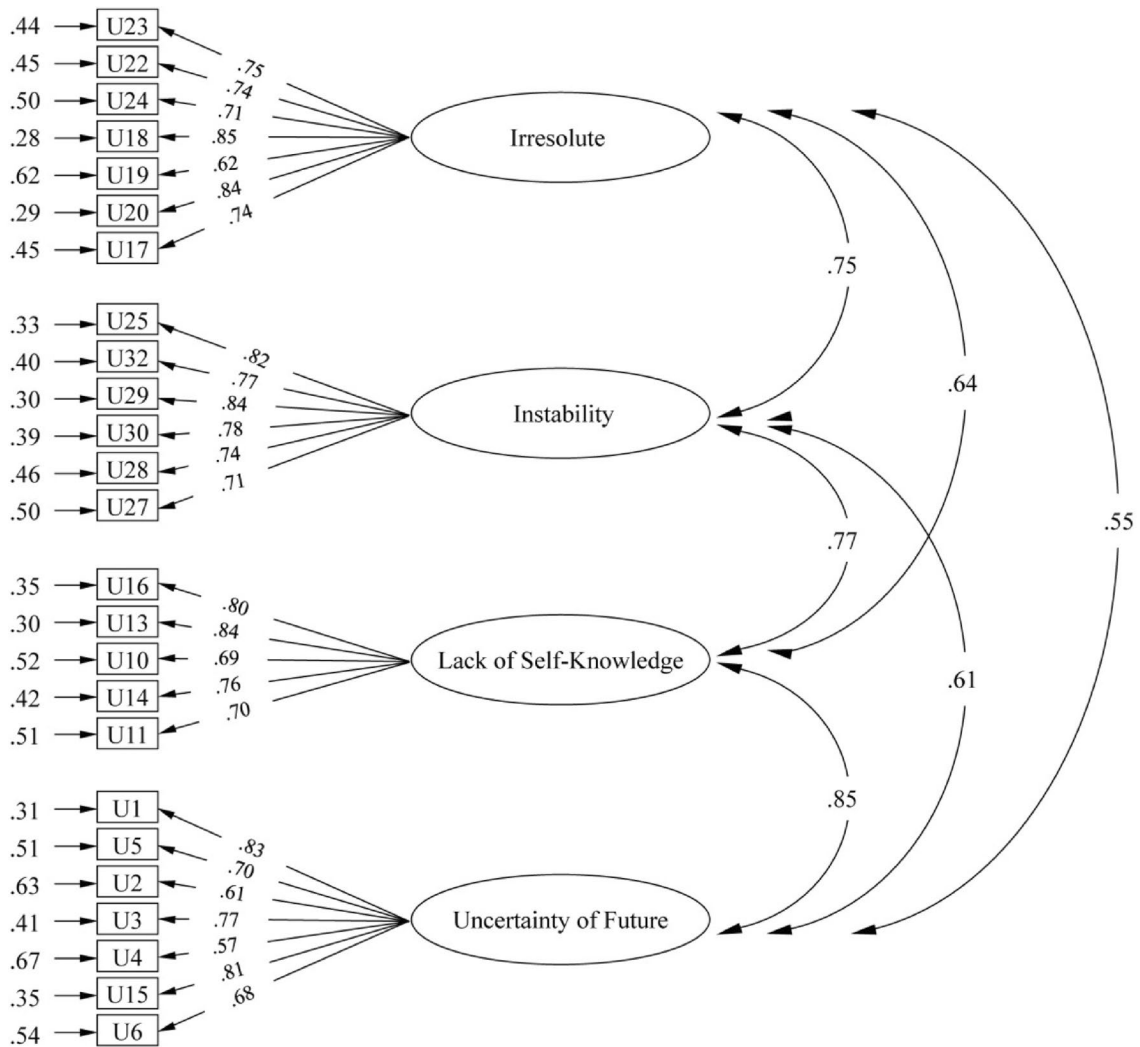 .44 U23 .75
.45 U22 .74
.50 U24 .71
.28 U18 .85
.62 U19 .62
.29 U20 .84
.45 U17 .74
Irresolute
.33 U25 .82
.40 U32 .77
.30 U29 .84
.39 U30 .78
.46 U28 .74
.50 U27 .71
Instability
.35 U16 .80
.30 U13 .84
.52 U10 .69
.42 U14 .76
.51 U11 .70
Lack of Self-Knowledge
.31 U1 .83
.51 U5 .70
.63 U2 .61
.41 U3 .77
.67 U4 .57
.35 U15 .81
.54 U6 .68
Uncertainty of Future
.75
.64
.55
.77
.61
.85